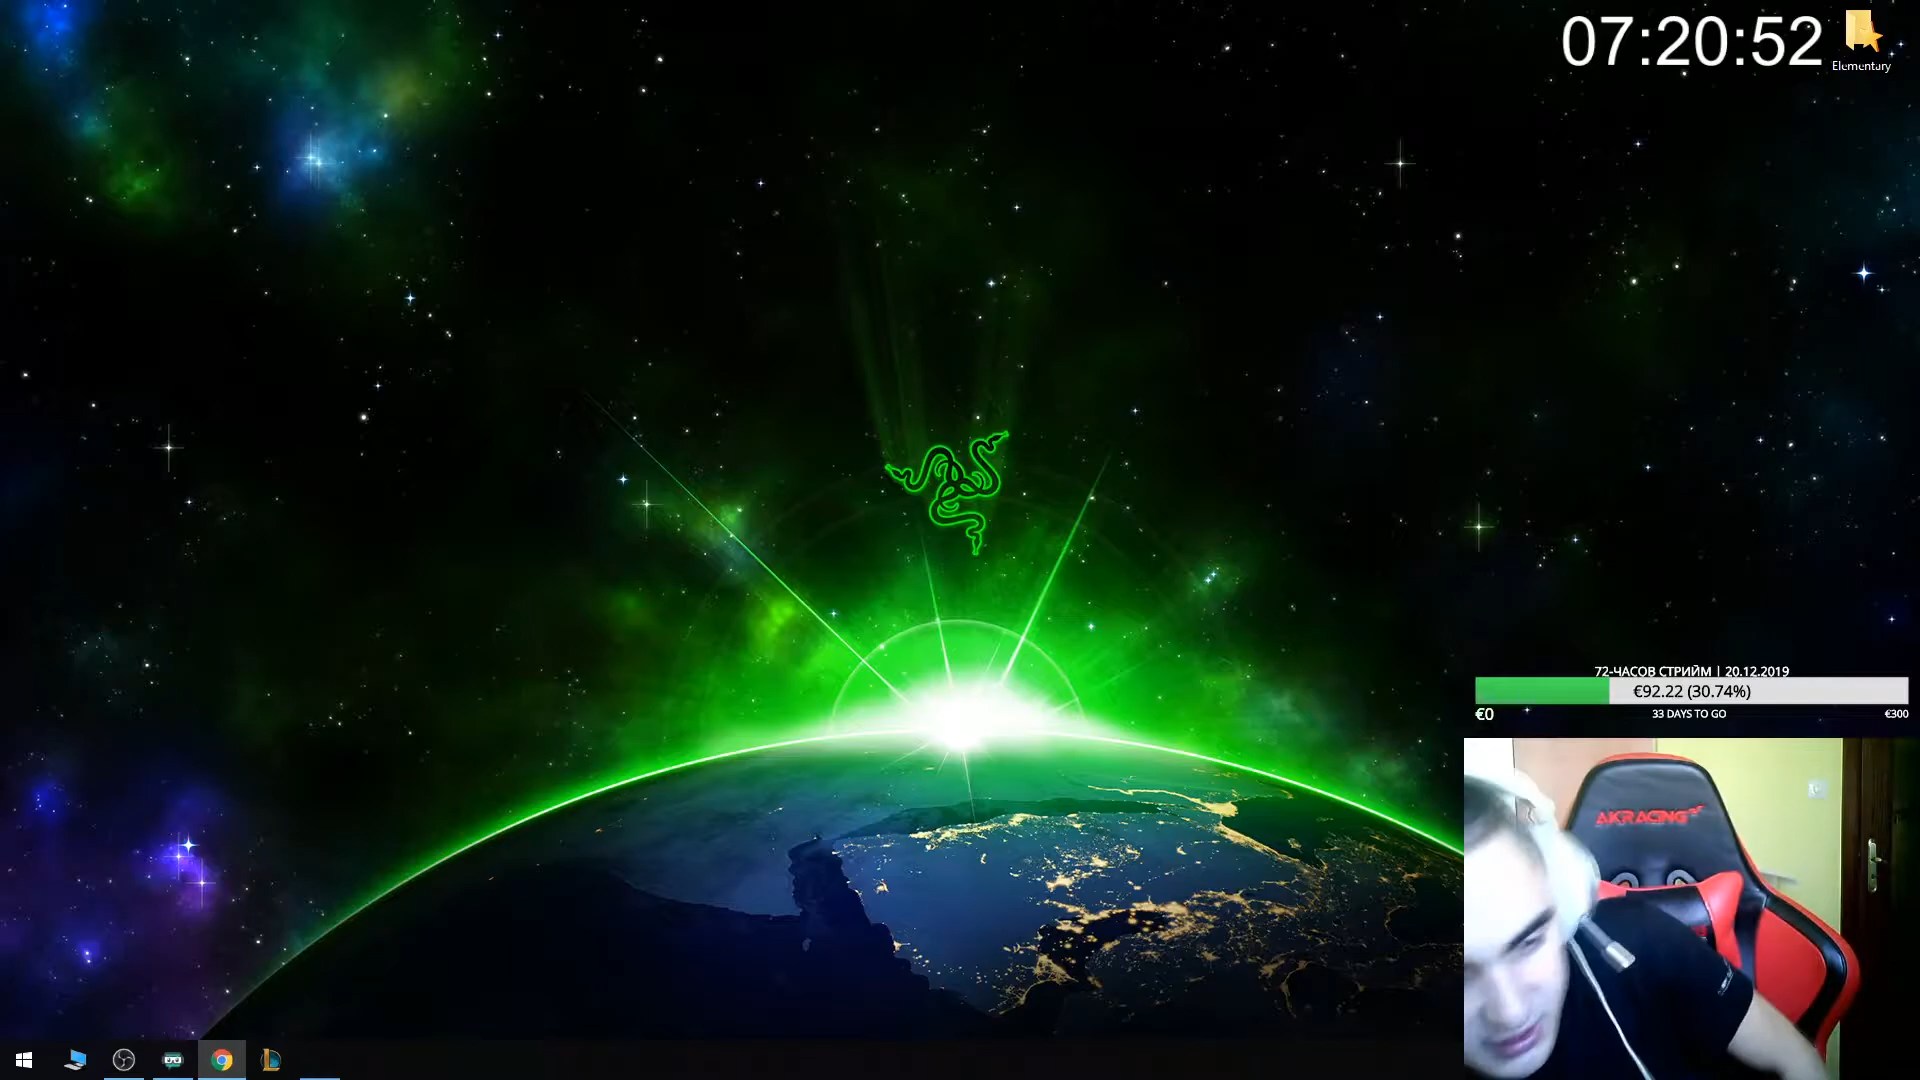 07:20:52
Elementary
72-ЧАСОВ СТРИЙМ | 20.12.2019
€92.22 (30.74%)
€0 33 DAYS TO GO €300
AKRACING